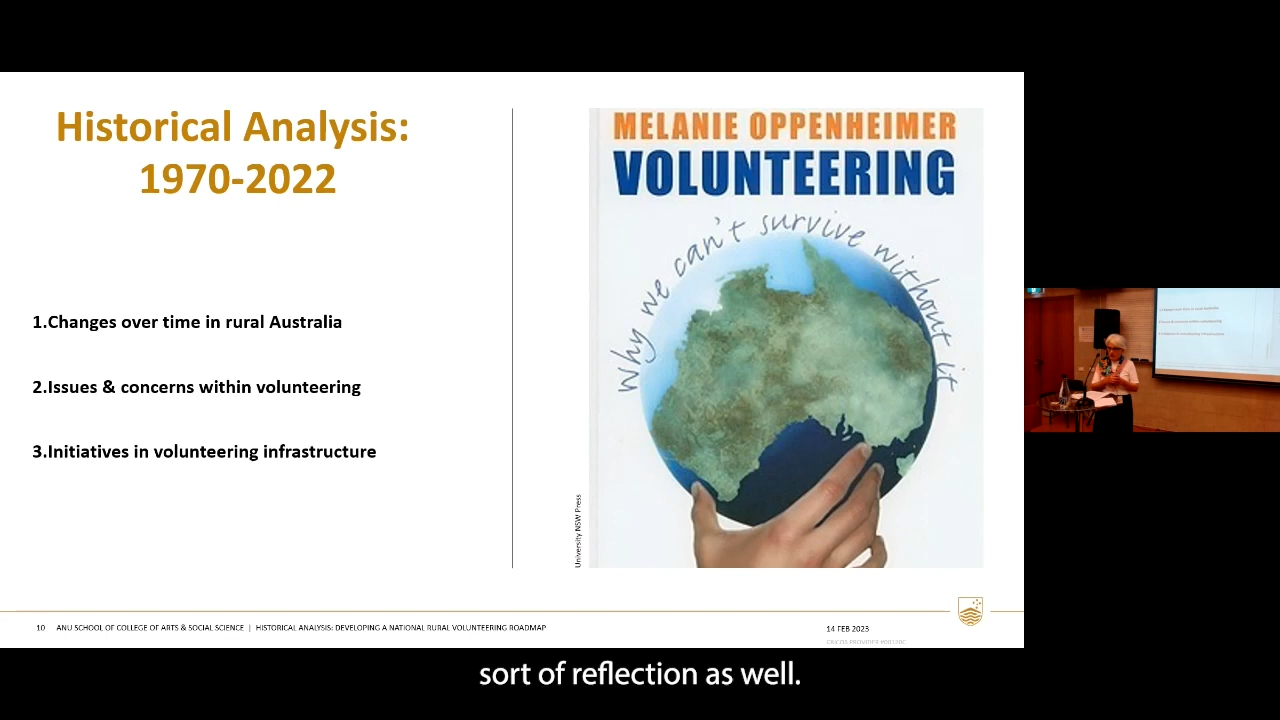 Historical Analysis:
1970-2022
1.Changes over time in rural Australia
2.Issues & concerns within volunteering
3.Initiatives in volunteering infrastructure
MELANIE OPPENHEIMER
VOLUNTEERING
why we can't survive without it
University NSW Press
10 ANU SCHOOL OF COLLEGE OF ARTS & SOCIAL SCIENCE | HISTORICAL ANALYSIS: DEVELOPING A NATIONAL RURAL VOLUNTEERING ROADMAP
14 FEB 2023
CRICOS PROVIDER #00120C
sort of reflection as well.